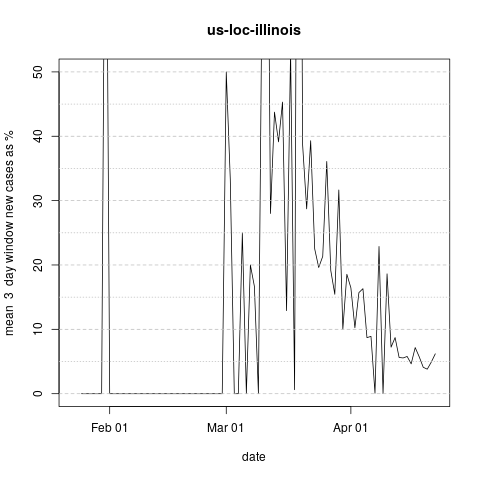 us-loc-illinois
mean 3 day window new cases as %
50
40
30
20
10
0
Feb 01
Mar 01
Apr 01
date